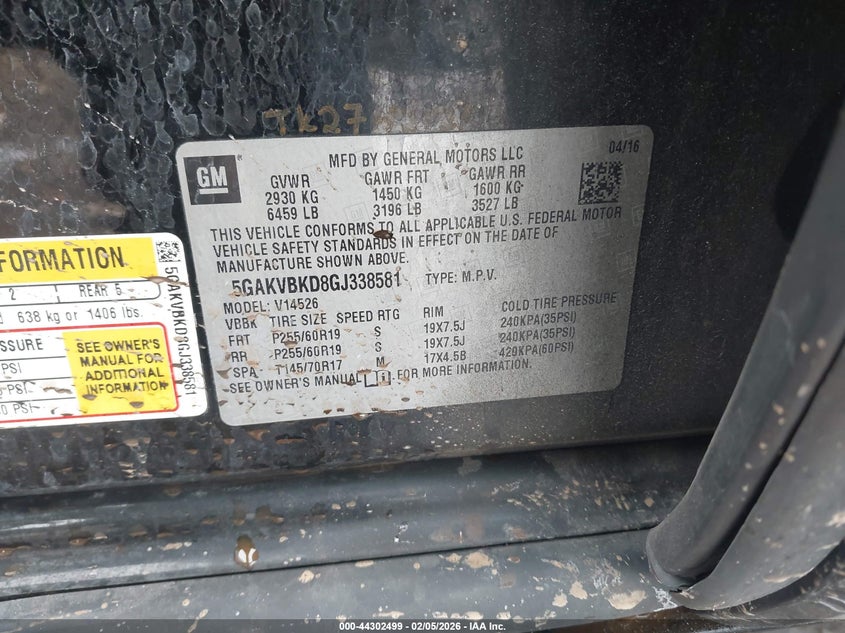 TK27
GM
MFD BY GENERAL MOTORS LLC
04/16
GVWR GAWR FRT GAWR RR
2930 KG 1450 KG 1600 KG
6459 LB 3196 LB 3527 LB
THIS VEHICLE CONFORMS TO ALL APPLICABLE U.S. FEDERAL MOTOR
VEHICLE SAFETY STANDARDS IN EFFECT ON THE DATE OF
MANUFACTURE SHOWN ABOVE.
5GAKVBKD8GJ338581 TYPE: M.P.V.
MODEL: V14526
VBBK TIRE SIZE SPEED RTG RIM COLD TIRE PRESSURE
FRT P255/60R19 S 19X7.5J 240KPA(35PSI)
RR P255/60R19 S 19X7.5J 240KPA(35PSI)
SPA T145/70R17 M 17X4.5B 420KPA(60PSI)
SEE OWNER'S MANUAL FOR MORE INFORMATION.
FORMATION
2 REAR 5
638 kg or 1406 lbs.
SSURE
PSI
PSI
0 PSI
SEE OWNER'S
MANUAL FOR
ADDITIONAL
INFORMATION
5GAKVBKD8GJ338581
000-44302499 - 02/05/2026 - IAA Inc.